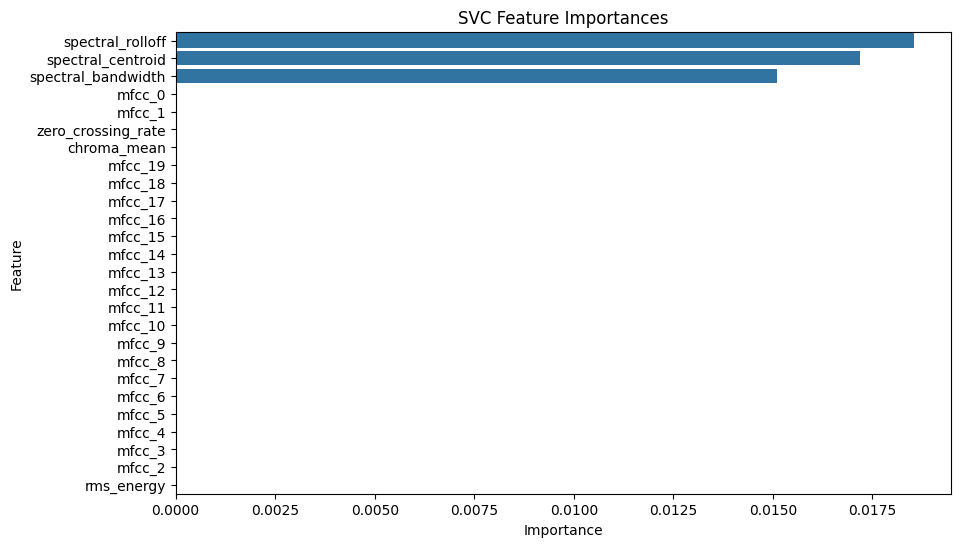 SVC Feature Importances
spectral_rolloff
spectral_centroid
spectral_bandwidth
mfcc_0
mfcc_1
zero_crossing_rate
chroma_mean
mfcc_19
mfcc_18
mfcc_17
mfcc_16
mfcc_15
mfcc_14
mfcc_13
mfcc_12
mfcc_11
mfcc_10
mfcc_9
mfcc_8
mfcc_7
mfcc_6
mfcc_5
mfcc_4
mfcc_3
mfcc_2
rms_energy
Feature
0.0000 0.0025 0.0050 0.0075 0.0100 0.0125 0.0150 0.0175
Importance